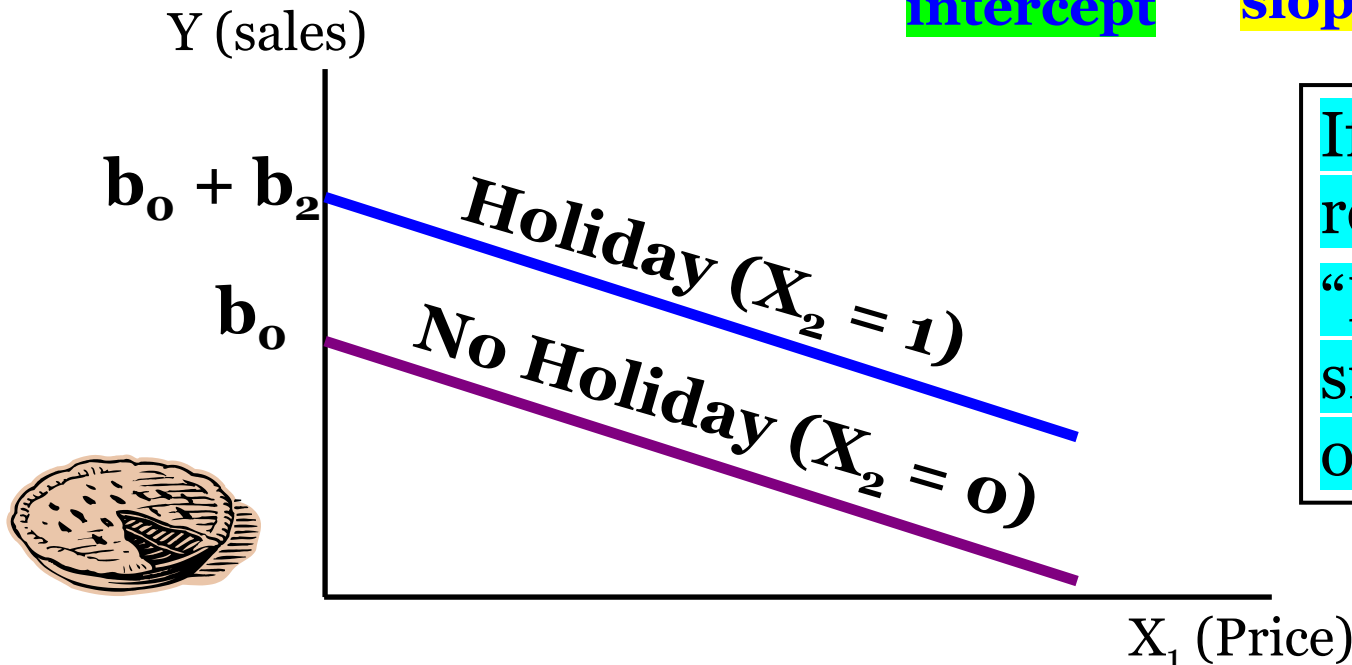 intercept
Y (sales)
b₀ + b₂
Holiday (X₂ = 1)
b₀
No Holiday (X₂ = 0)
X₁ (Price)